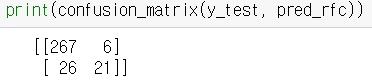 print(confusion_matrix(y_test, pred_rfc))
[[267   6]
 [ 26  21]]